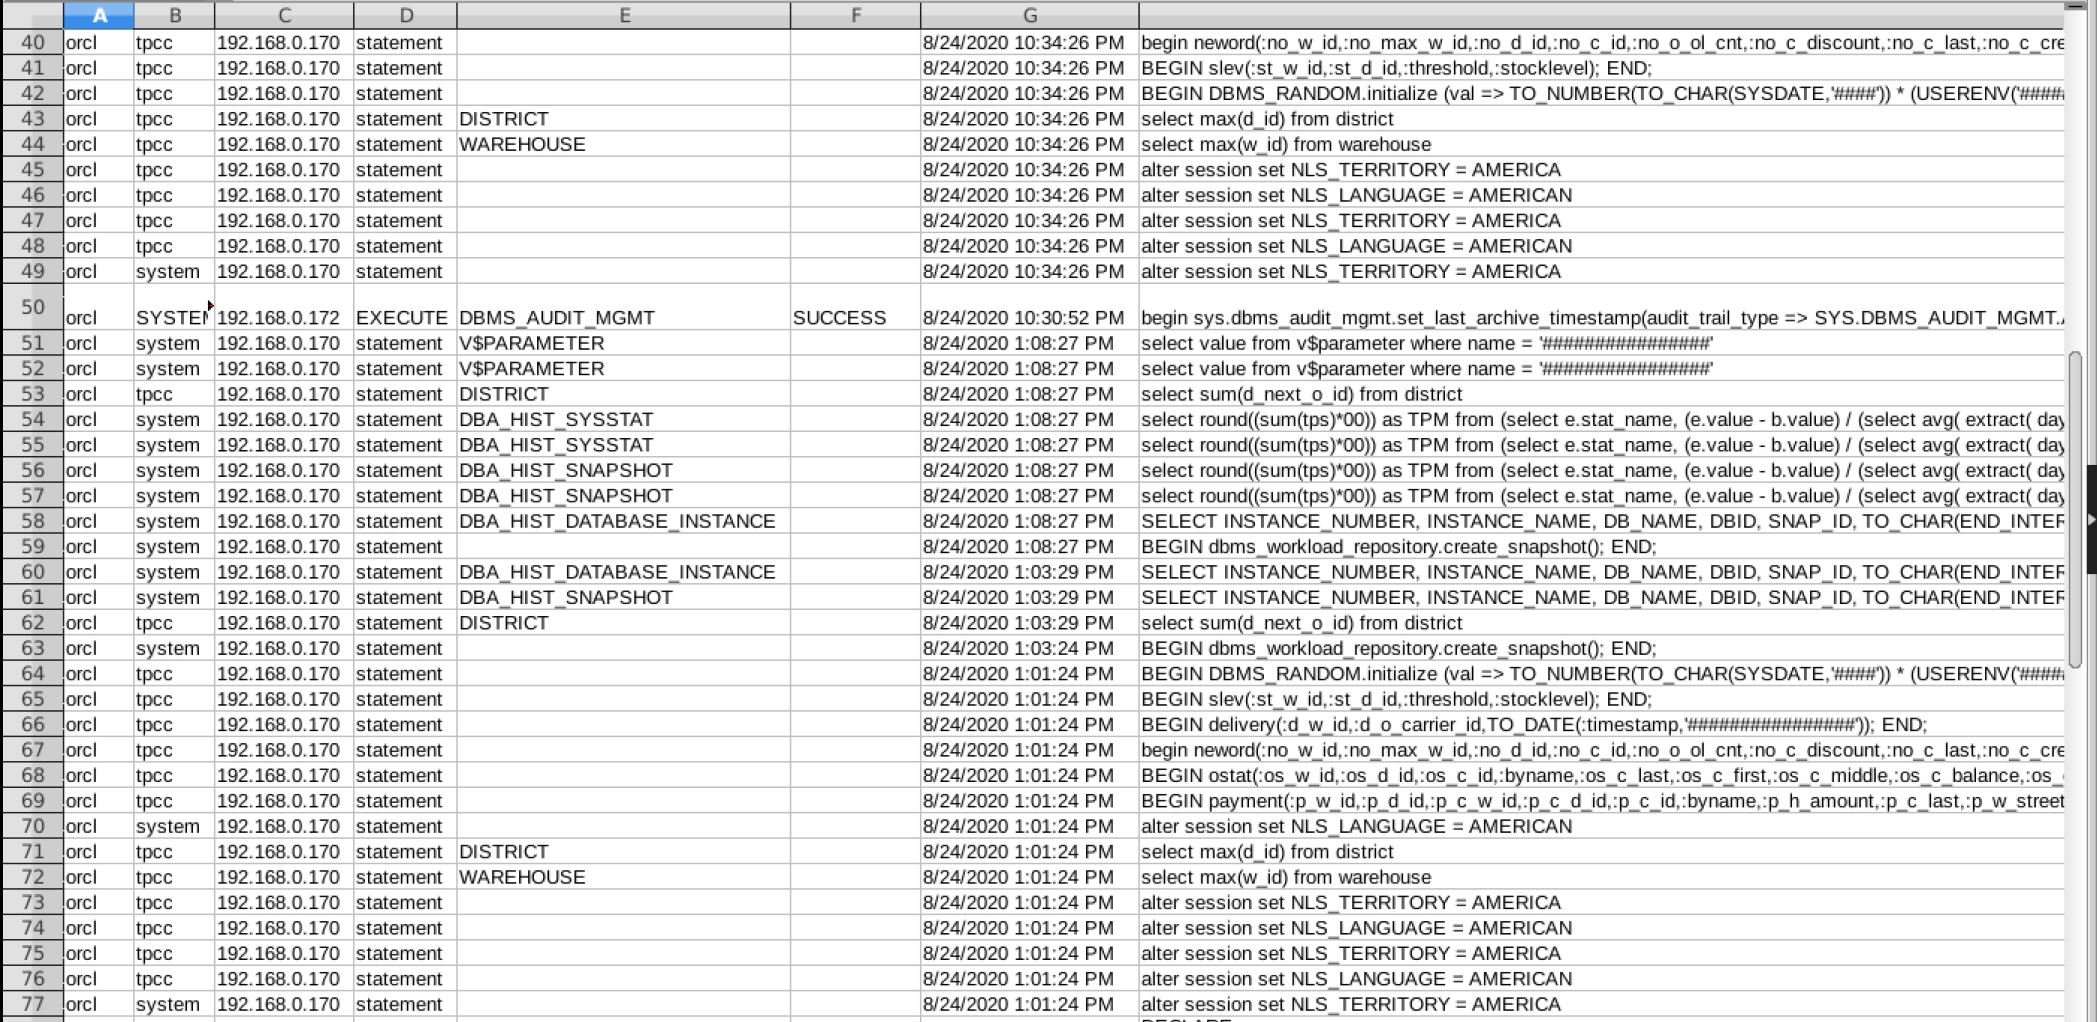 A B C D E F G
40 orcl tpcc 192.168.0.170 statement 8/24/2020 10:34:26 PM begin neword(:no_w_id,:no_max_w_id,:no_d_id,:no_c_id,:no_o_ol_cnt,:no_c_discount,:no_c_last,:no_c_cre
41 orcl tpcc 192.168.0.170 statement 8/24/2020 10:34:26 PM BEGIN slev(:st_w_id,:st_d_id,:threshold,:stocklevel); END;
42 orcl tpcc 192.168.0.170 statement 8/24/2020 10:34:26 PM BEGIN DBMS_RANDOM.initialize (val => TO_NUMBER(TO_CHAR(SYSDATE,'####')) * (USERENV('#####
43 orcl tpcc 192.168.0.170 statement DISTRICT 8/24/2020 10:34:26 PM select max(d_id) from district
44 orcl tpcc 192.168.0.170 statement WAREHOUSE 8/24/2020 10:34:26 PM select max(w_id) from warehouse
45 orcl tpcc 192.168.0.170 statement 8/24/2020 10:34:26 PM alter session set NLS_TERRITORY = AMERICA
46 orcl tpcc 192.168.0.170 statement 8/24/2020 10:34:26 PM alter session set NLS_LANGUAGE = AMERICAN
47 orcl tpcc 192.168.0.170 statement 8/24/2020 10:34:26 PM alter session set NLS_TERRITORY = AMERICA
48 orcl tpcc 192.168.0.170 statement 8/24/2020 10:34:26 PM alter session set NLS_LANGUAGE = AMERICAN
49 orcl system 192.168.0.170 statement 8/24/2020 10:34:26 PM alter session set NLS_TERRITORY = AMERICA
50 orcl SYSTEM 192.168.0.172 EXECUTE DBMS_AUDIT_MGMT SUCCESS 8/24/2020 10:30:52 PM begin sys.dbms_audit_mgmt.set_last_archive_timestamp(audit_trail_type => SYS.DBMS_AUDIT_MGMT.A
51 orcl system 192.168.0.170 statement V$PARAMETER 8/24/2020 1:08:27 PM select value from v$parameter where name = '################'
52 orcl system 192.168.0.170 statement V$PARAMETER 8/24/2020 1:08:27 PM select value from v$parameter where name = '################'
53 orcl tpcc 192.168.0.170 statement DISTRICT 8/24/2020 1:08:27 PM select sum(d_next_o_id) from district
54 orcl system 192.168.0.170 statement DBA_HIST_SYSSTAT 8/24/2020 1:08:27 PM select round((sum(tps)*00)) as TPM from (select e.stat_name, (e.value - b.value) / (select avg( extract( day
55 orcl system 192.168.0.170 statement DBA_HIST_SYSSTAT 8/24/2020 1:08:27 PM select round((sum(tps)*00)) as TPM from (select e.stat_name, (e.value - b.value) / (select avg( extract( day
56 orcl system 192.168.0.170 statement DBA_HIST_SNAPSHOT 8/24/2020 1:08:27 PM select round((sum(tps)*00)) as TPM from (select e.stat_name, (e.value - b.value) / (select avg( extract( day
57 orcl system 192.168.0.170 statement DBA_HIST_SNAPSHOT 8/24/2020 1:08:27 PM select round((sum(tps)*00)) as TPM from (select e.stat_name, (e.value - b.value) / (select avg( extract( day
58 orcl system 192.168.0.170 statement DBA_HIST_DATABASE_INSTANCE 8/24/2020 1:08:27 PM SELECT INSTANCE_NUMBER, INSTANCE_NAME, DB_NAME, DBID, SNAP_ID, TO_CHAR(END_INTER
59 orcl system 192.168.0.170 statement 8/24/2020 1:08:27 PM BEGIN dbms_workload_repository.create_snapshot(); END;
60 orcl system 192.168.0.170 statement DBA_HIST_DATABASE_INSTANCE 8/24/2020 1:03:29 PM SELECT INSTANCE_NUMBER, INSTANCE_NAME, DB_NAME, DBID, SNAP_ID, TO_CHAR(END_INTER
61 orcl system 192.168.0.170 statement DBA_HIST_SNAPSHOT 8/24/2020 1:03:29 PM SELECT INSTANCE_NUMBER, INSTANCE_NAME, DB_NAME, DBID, SNAP_ID, TO_CHAR(END_INTER
62 orcl tpcc 192.168.0.170 statement DISTRICT 8/24/2020 1:03:29 PM select sum(d_next_o_id) from district
63 orcl system 192.168.0.170 statement 8/24/2020 1:03:24 PM BEGIN dbms_workload_repository.create_snapshot(); END;
64 orcl tpcc 192.168.0.170 statement 8/24/2020 1:01:24 PM BEGIN DBMS_RANDOM.initialize (val => TO_NUMBER(TO_CHAR(SYSDATE,'####')) * (USERENV('#####
65 orcl tpcc 192.168.0.170 statement 8/24/2020 1:01:24 PM BEGIN slev(:st_w_id,:st_d_id,:threshold,:stocklevel); END;
66 orcl tpcc 192.168.0.170 statement 8/24/2020 1:01:24 PM BEGIN delivery(:d_w_id,:d_o_carrier_id,TO_DATE(:timestamp,'################')); END;
67 orcl tpcc 192.168.0.170 statement 8/24/2020 1:01:24 PM begin neword(:no_w_id,:no_max_w_id,:no_d_id,:no_c_id,:no_o_ol_cnt,:no_c_discount,:no_c_last,:no_c_cre
68 orcl tpcc 192.168.0.170 statement 8/24/2020 1:01:24 PM BEGIN ostat(:os_w_id,:os_d_id,:os_c_id,:byname,:os_c_last,:os_c_first,:os_c_middle,:os_c_balance,:os_
69 orcl tpcc 192.168.0.170 statement 8/24/2020 1:01:24 PM BEGIN payment(:p_w_id,:p_d_id,:p_c_w_id,:p_c_d_id,:p_c_id,:byname,:p_h_amount,:p_c_last,:p_w_street
70 orcl system 192.168.0.170 statement 8/24/2020 1:01:24 PM alter session set NLS_LANGUAGE = AMERICAN
71 orcl tpcc 192.168.0.170 statement DISTRICT 8/24/2020 1:01:24 PM select max(d_id) from district
72 orcl tpcc 192.168.0.170 statement WAREHOUSE 8/24/2020 1:01:24 PM select max(w_id) from warehouse
73 orcl tpcc 192.168.0.170 statement 8/24/2020 1:01:24 PM alter session set NLS_TERRITORY = AMERICA
74 orcl tpcc 192.168.0.170 statement 8/24/2020 1:01:24 PM alter session set NLS_LANGUAGE = AMERICAN
75 orcl tpcc 192.168.0.170 statement 8/24/2020 1:01:24 PM alter session set NLS_TERRITORY = AMERICA
76 orcl tpcc 192.168.0.170 statement 8/24/2020 1:01:24 PM alter session set NLS_LANGUAGE = AMERICAN
77 orcl system 192.168.0.170 statement 8/24/2020 1:01:24 PM alter session set NLS_TERRITORY = AMERICA